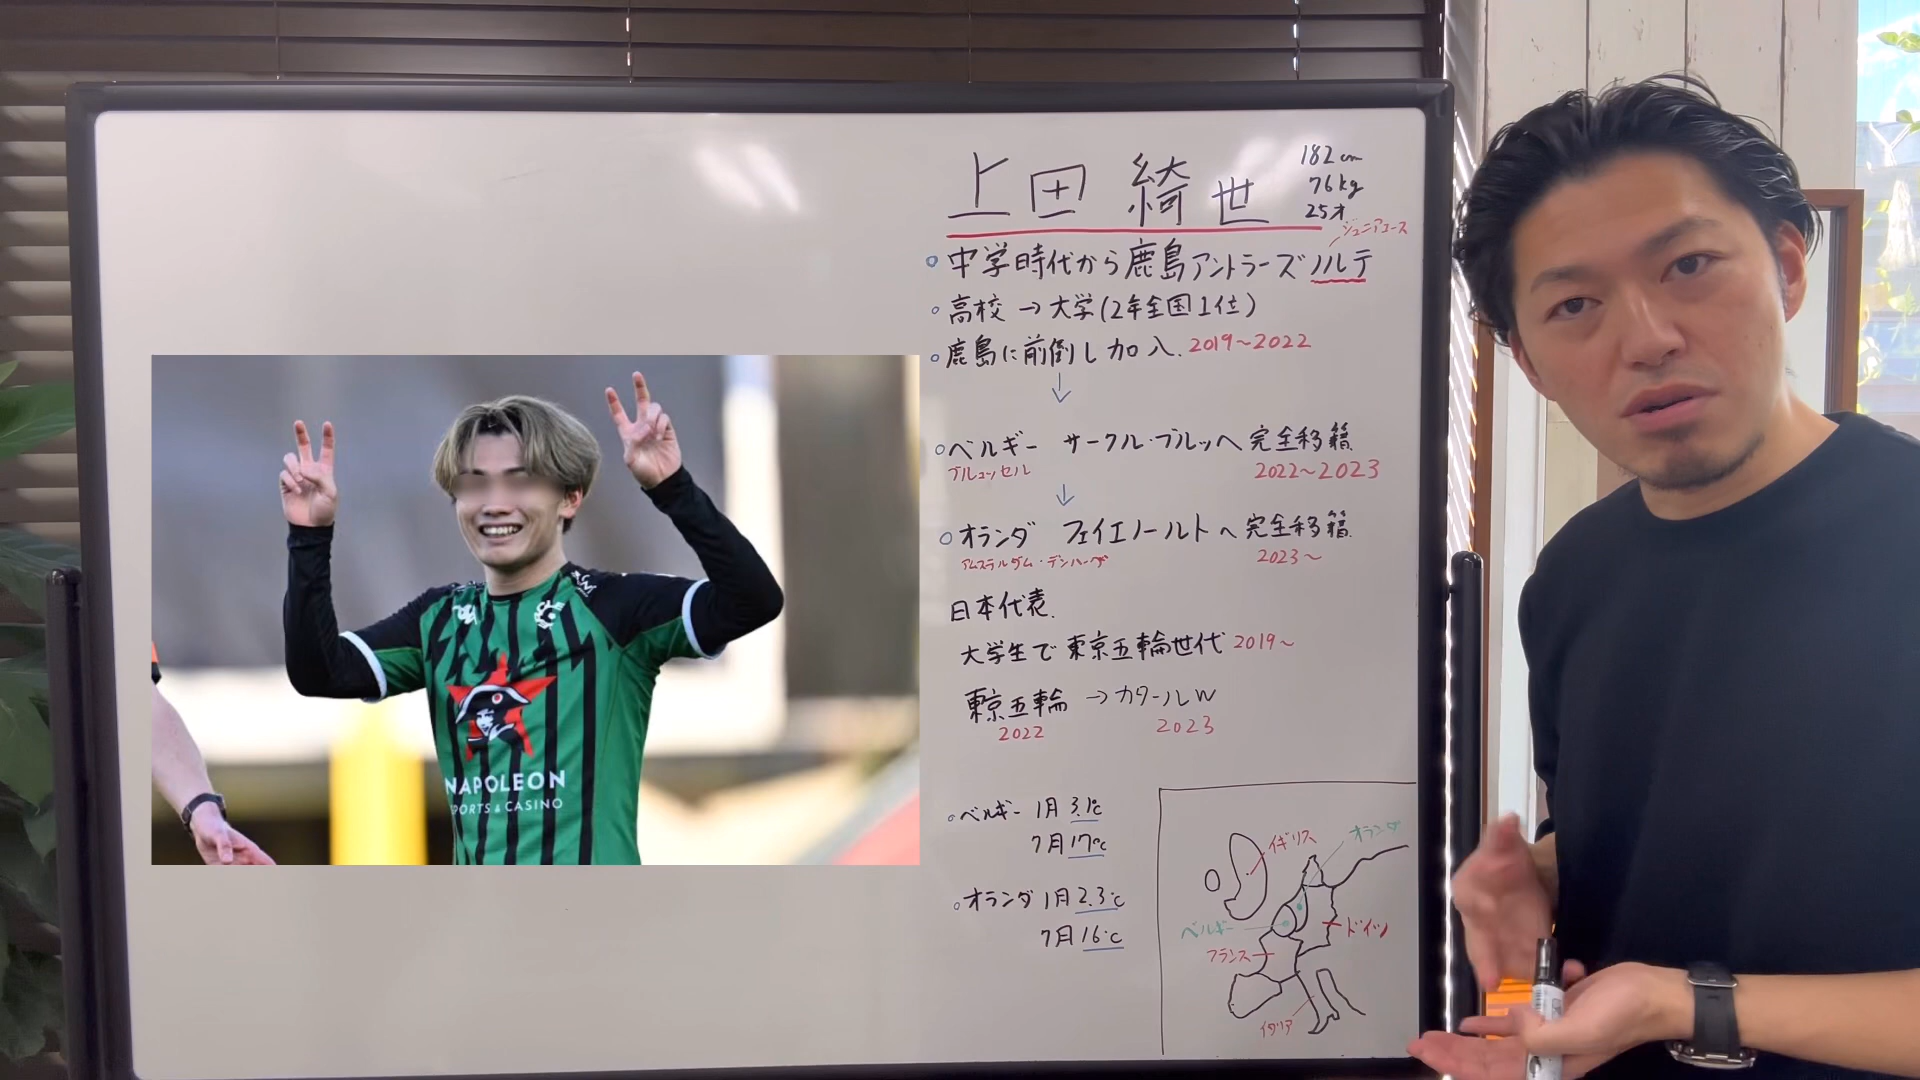 上田 綺世
182cm
76kg
25才
ジュニアユース
○中学時代から鹿島アントラーズノルテ
○高校→大学(2年全国1位)
○鹿島に前倒し加入. 2019〜2022
↓
○ベルギー サークル・ブルッヘ完全移籍
ブリュッセル 2022〜2023
↓
○オランダ フェイエノールトへ完全移籍.
アムステルダム・デンハーグ 2023〜
日本代表.
大学生で東京五輪世代 2019〜
東京五輪→カタールW
2022 2023
○ベルギー 1月 3.1℃
7月 17℃
○オランダ 1月 2.3℃
7月 16℃
イギリス
オランダ
ベルギー
ドイツ
フランス
イタリア
NAPOLEON
SPORTS & CASINO